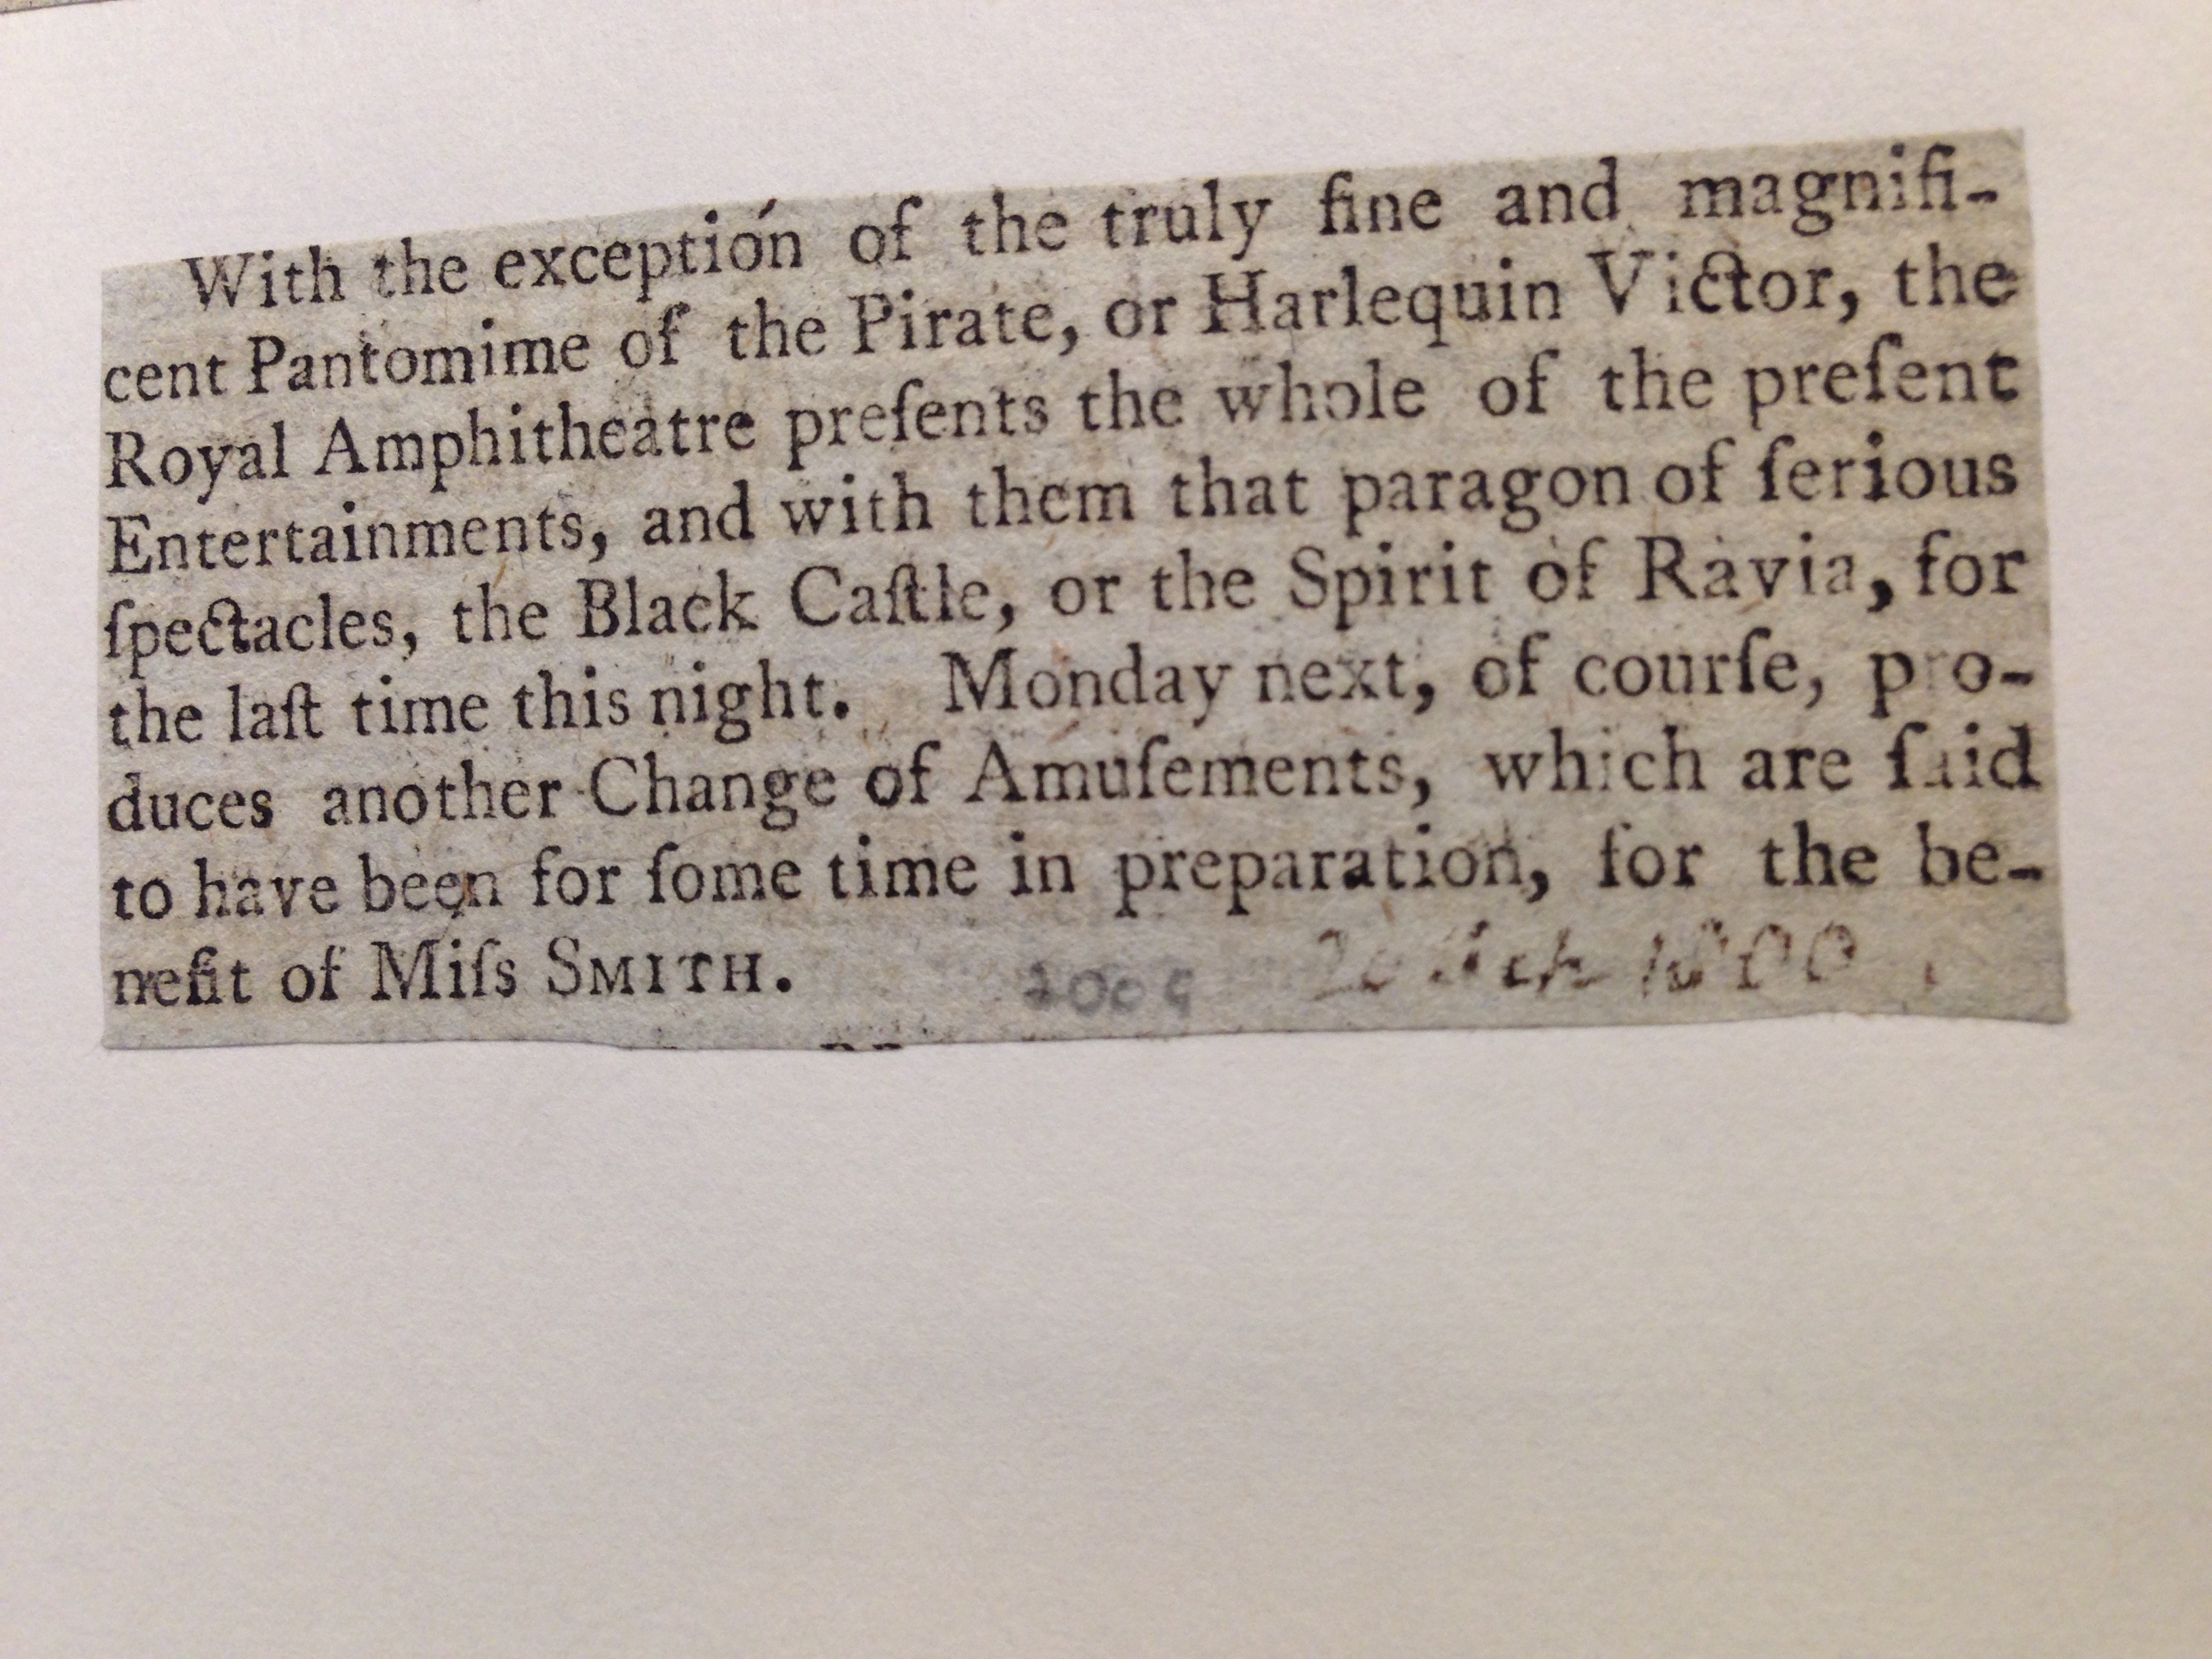 With the exception of the truly fine and magnifi-
cent Pantomime of the Pirate, or Harlequin Victor, the
Royal Amphitheatre preſents the whole of the preſent
Entertainments, and with them that paragon of ſerious
ſpectacles, the Black Caſtle, or the Spirit of Ravia, for
the laſt time this night. Monday next, of courſe, pro-
duces another Change of Amuſements, which are ſaid
to have been for ſome time in preparation, for the be-
nefit of Miſs SMITH.
1800